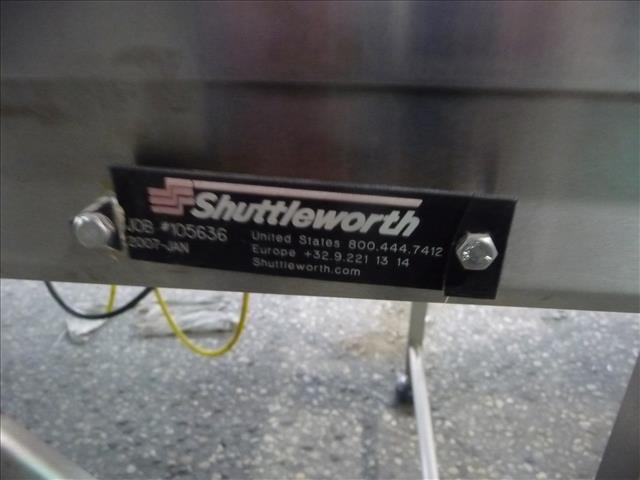 Shuttleworth
JOB #105636
2007-JAN
United States 800.444.7412
Europe +32.9.221 13 14
Shuttleworth.com